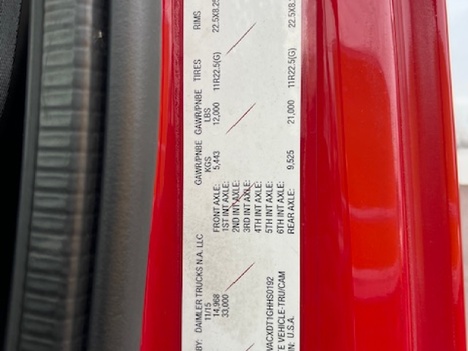 BY: DAIMLER TRUCKS N.A. LLC
11/15
14,968
33,000
GAWR/PNBE GAWR/PNBE TIRES RIMS
KGS LBS
FRONT AXLE: 5,443 12,000 11R22.5(G) 22.5X8.25
1ST INT AXLE:
2ND INT AXLE:
3RD INT AXLE:
4TH INT AXLE:
5TH INT AXLE:
6TH INT AXLE:
REAR AXLE: 9,525 21,000 11R22.5(G) 22.5X8.
VACXDT1GHHS0192
E VEHICLE-TRU/CAM
N: U.S.A.